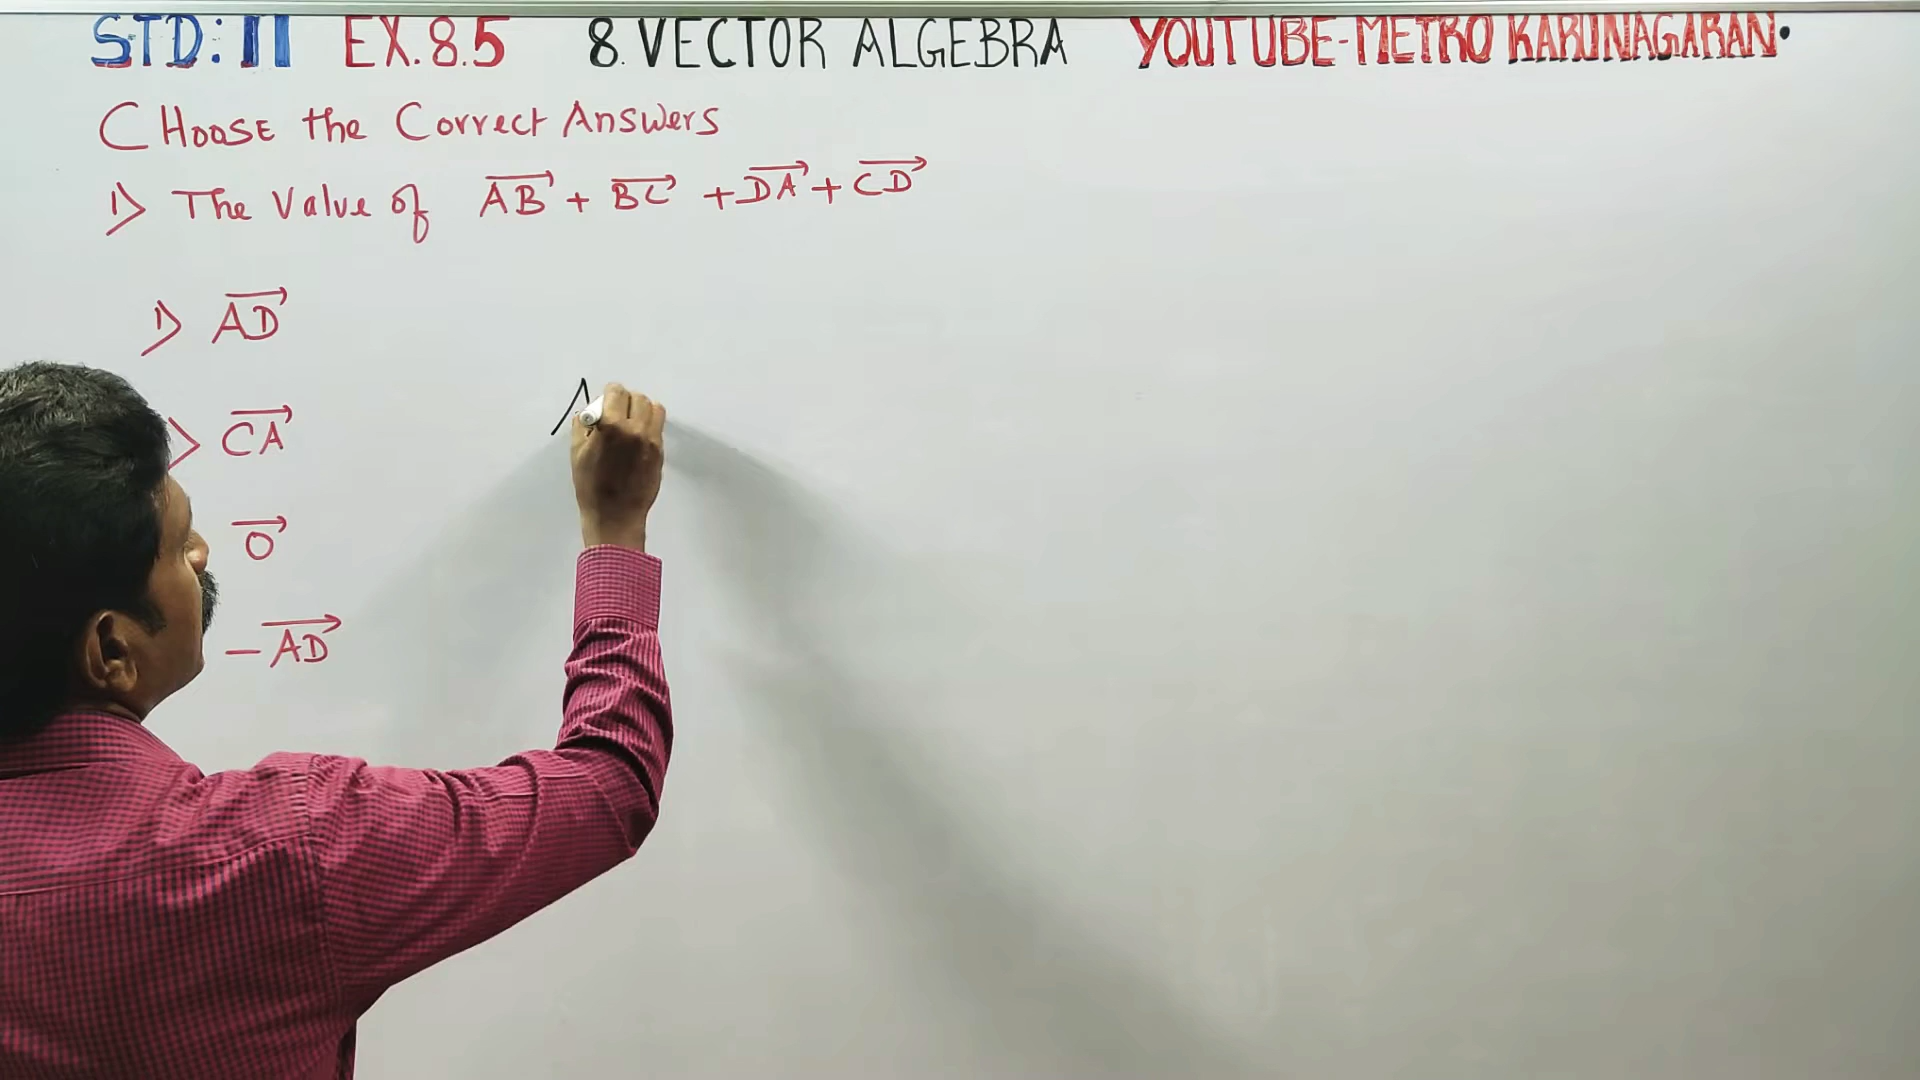 STD: 11 EX. 8.5 8. VECTOR ALGEBRA YOUTUBE-METRO KARUNAGARAN.
CHOOSE the Correct Answers
1) The Value of AB→ + BC→ + DA→ + CD→
1) AD→
) CA→
0→
- AD→
A